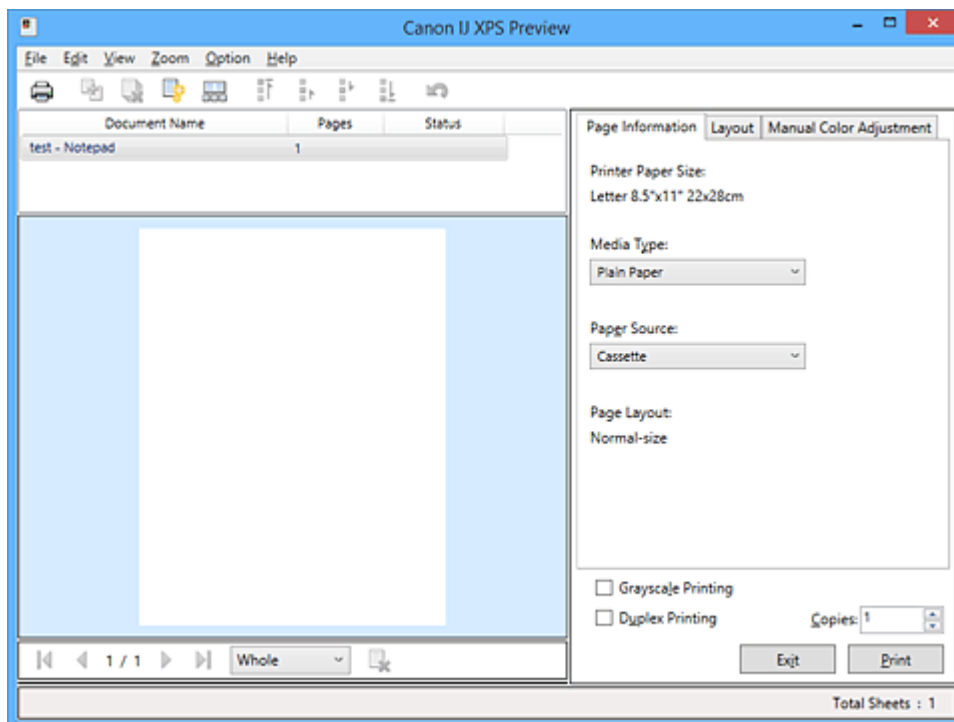 Canon IJ XPS Preview
File Edit View Zoom Option Help
Document Name Pages Status
test - Notepad 1
Page Information Layout Manual Color Adjustment
Printer Paper Size:
Letter 8.5"x11" 22x28cm
Media Type:
Plain Paper
Paper Source:
Cassette
Page Layout:
Normal-size
Grayscale Printing
Duplex Printing Copies: 1
1 / 1 Whole
Exit Print
Total Sheets : 1